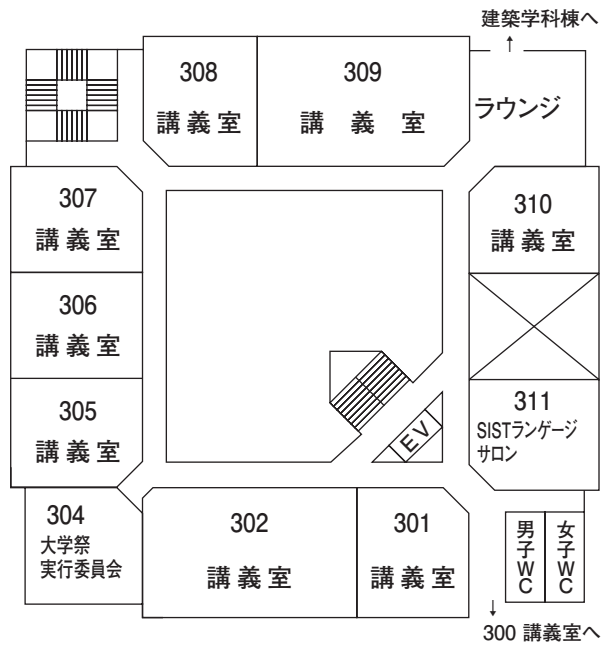 建築学科棟へ
↑
308
講義室
309
講義室
ラウンジ
307
講義室
310
講義室
306
講義室
305
講義室
311
SISTランゲージ
サロン
EV
304
大学祭
実行委員会
302
講義室
301
講義室
男子WC
女子WC
↓
300 講義室へ